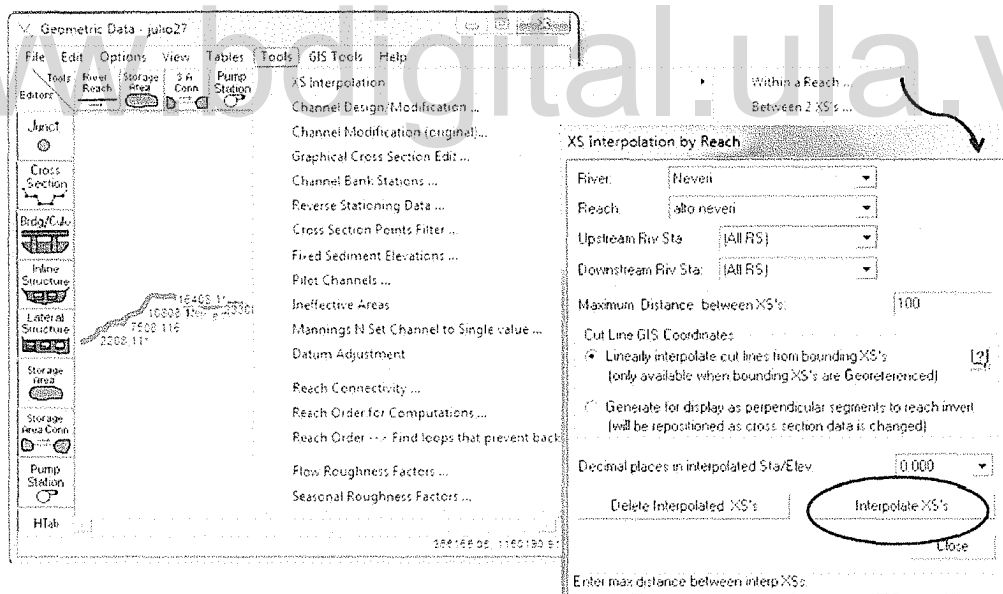 www.bdigital.ula.v
Geometric Data - julio27
File Edit Options View Tables Tools GIS Tools Help
Tools
Editors
River
Reach
Storage
Area
S A
Conn
Pump
Station
Junct
Cross
Section
Brdg/Culv
Inline
Structure
Lateral
Structure
Storage
Area
Storage
Area Conn
Pump
Station
HTab
7508.116
2208.11*
XS Interpolation
Channel Design/Modification ...
Channel Modification (original)...
Graphical Cross Section Edit ...
Channel Bank Stations ...
Reverse Stationing Data ...
Cross Section Points Filter ...
Fixed Sediment Elevations ...
Pilot Channels ...
Ineffective Areas
Mannings N Set Channel to Single value ...
Datum Adjustment
Reach Connectivity ...
Reach Order for Computations ...
Reach Order ---> Find loops that prevent back
Flow Roughness Factors ...
Seasonal Roughness Factors ...
Within a Reach ...
Between 2 XS's ...
XS Interpolation by Reach
River: Neveri
Reach: alto neveri
Upstream Riv Sta: (All RS)
Downstream Riv Sta: (All RS)
Maximum Distance between XS's: 100
Cut Line GIS Coordinates
Linearly interpolate cut lines from bounding XS's [?]
(only available when bounding XS's are Georeferenced)
Generate for display as perpendicular segments to reach invert
(will be repositioned as cross section data is changed)
Decimal places in interpolated Sta/Elev: 0.000
Delete Interpolated XS's Interpolate XS's
Close
Enter max distance between interp XSs.